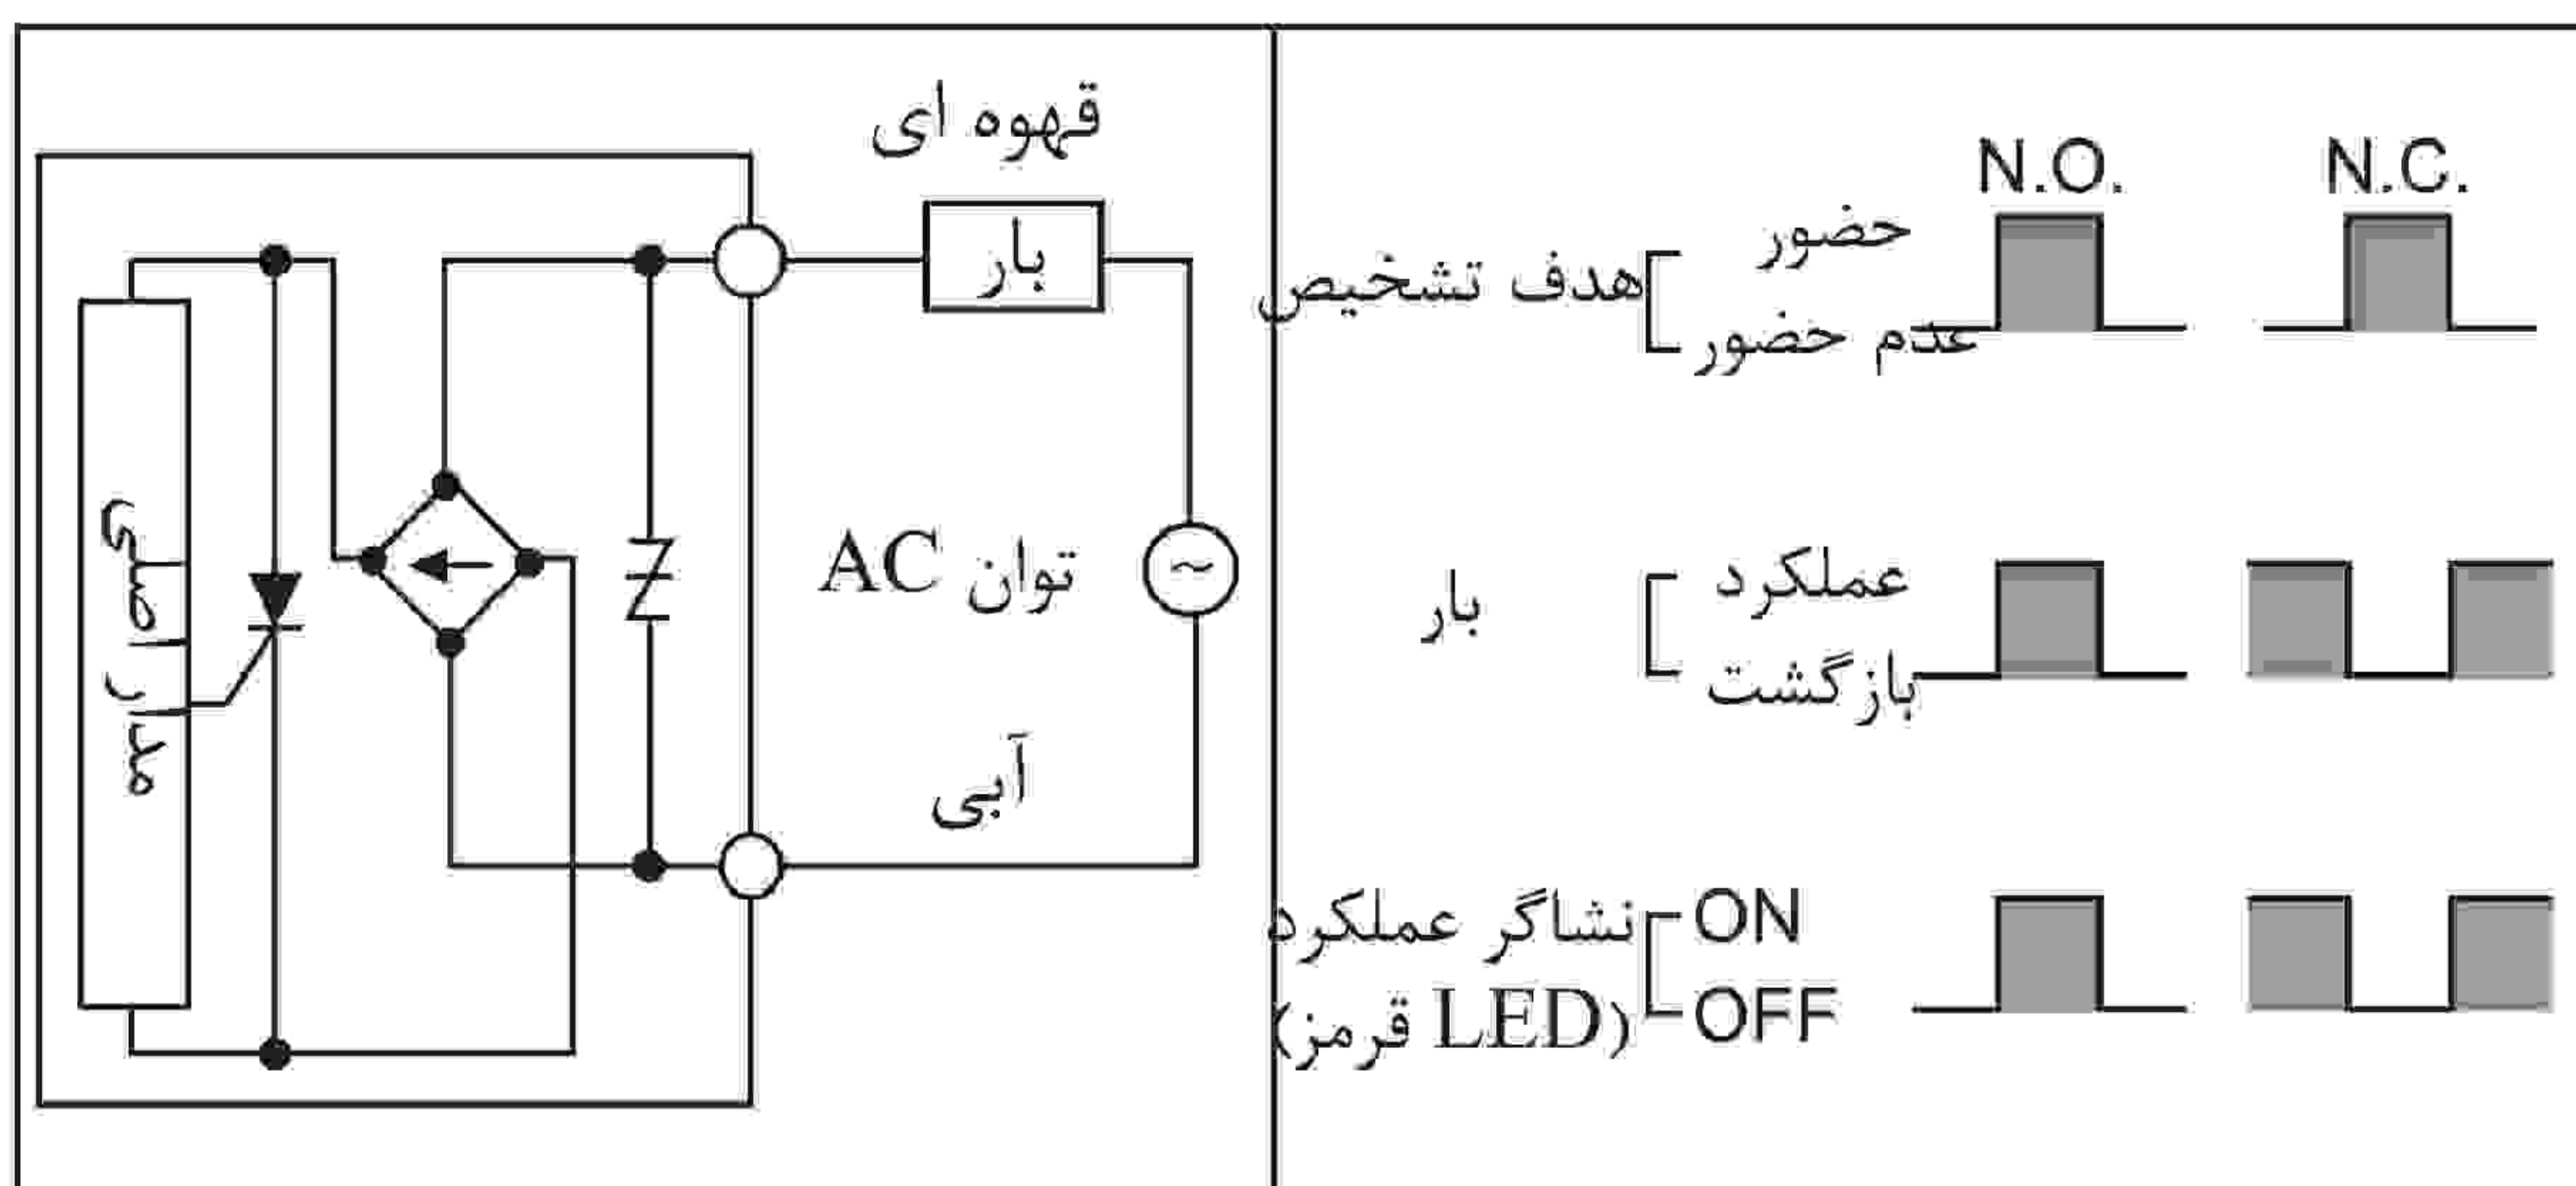 قهوه ای
بار
توان AC
آبی
مدار اصلی
N.O. N.C.
حضور
هدف تشخیص
عدم حضور
عملکرد
بار
بازگشت
نشاگر عملکرد ON
(LED قرمز) OFF